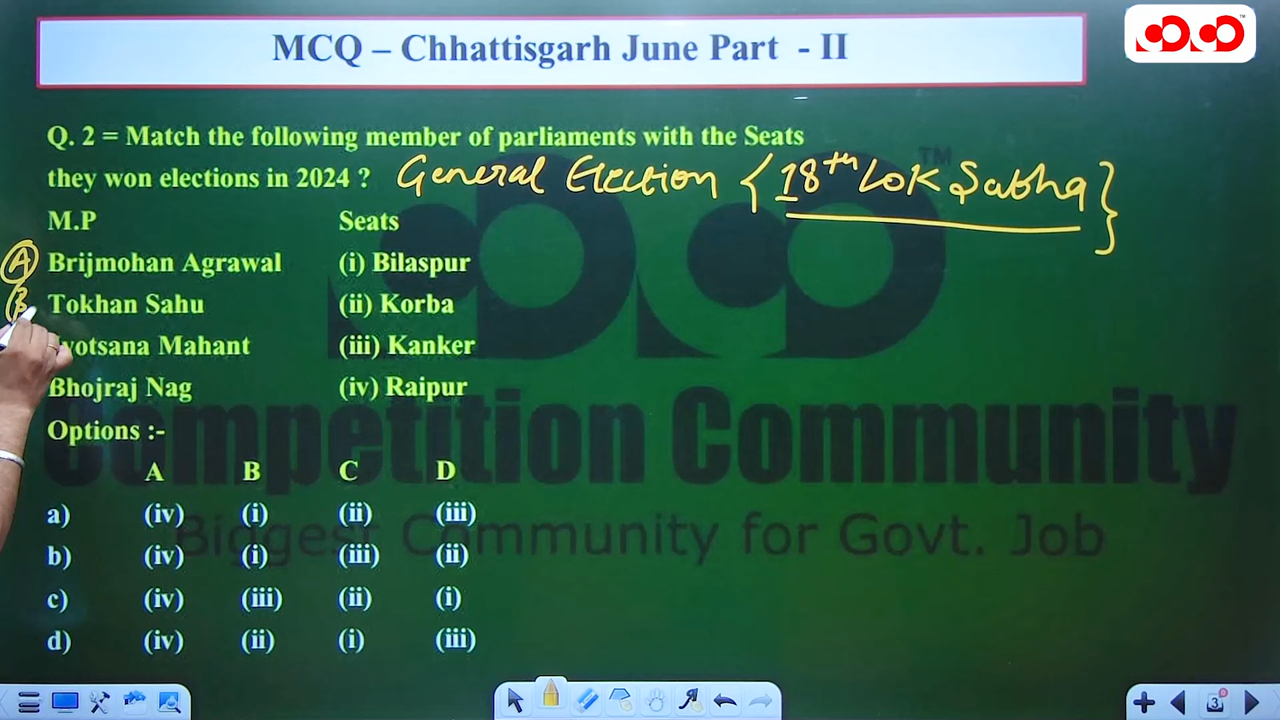 MCQ – Chhattisgarh June Part - II
Q. 2 = Match the following member of parliaments with the Seats
they won elections in 2024 ? General Election { 18th Lok Sabha }
M.P Seats
A Brijmohan Agrawal (i) Bilaspur
B Tokhan Sahu (ii) Korba
Mahant (iii) Kanker
Bhojraj Nag (iv) Raipur
Options :-
A B C D
a) (iv) (i) (ii) (iii)
b) (iv) (i) (iii) (ii)
c) (iv) (iii) (ii) (i)
d) (iv) (ii) (i) (iii)
TM
Competition Community
Biggest Community for Govt. Job
3